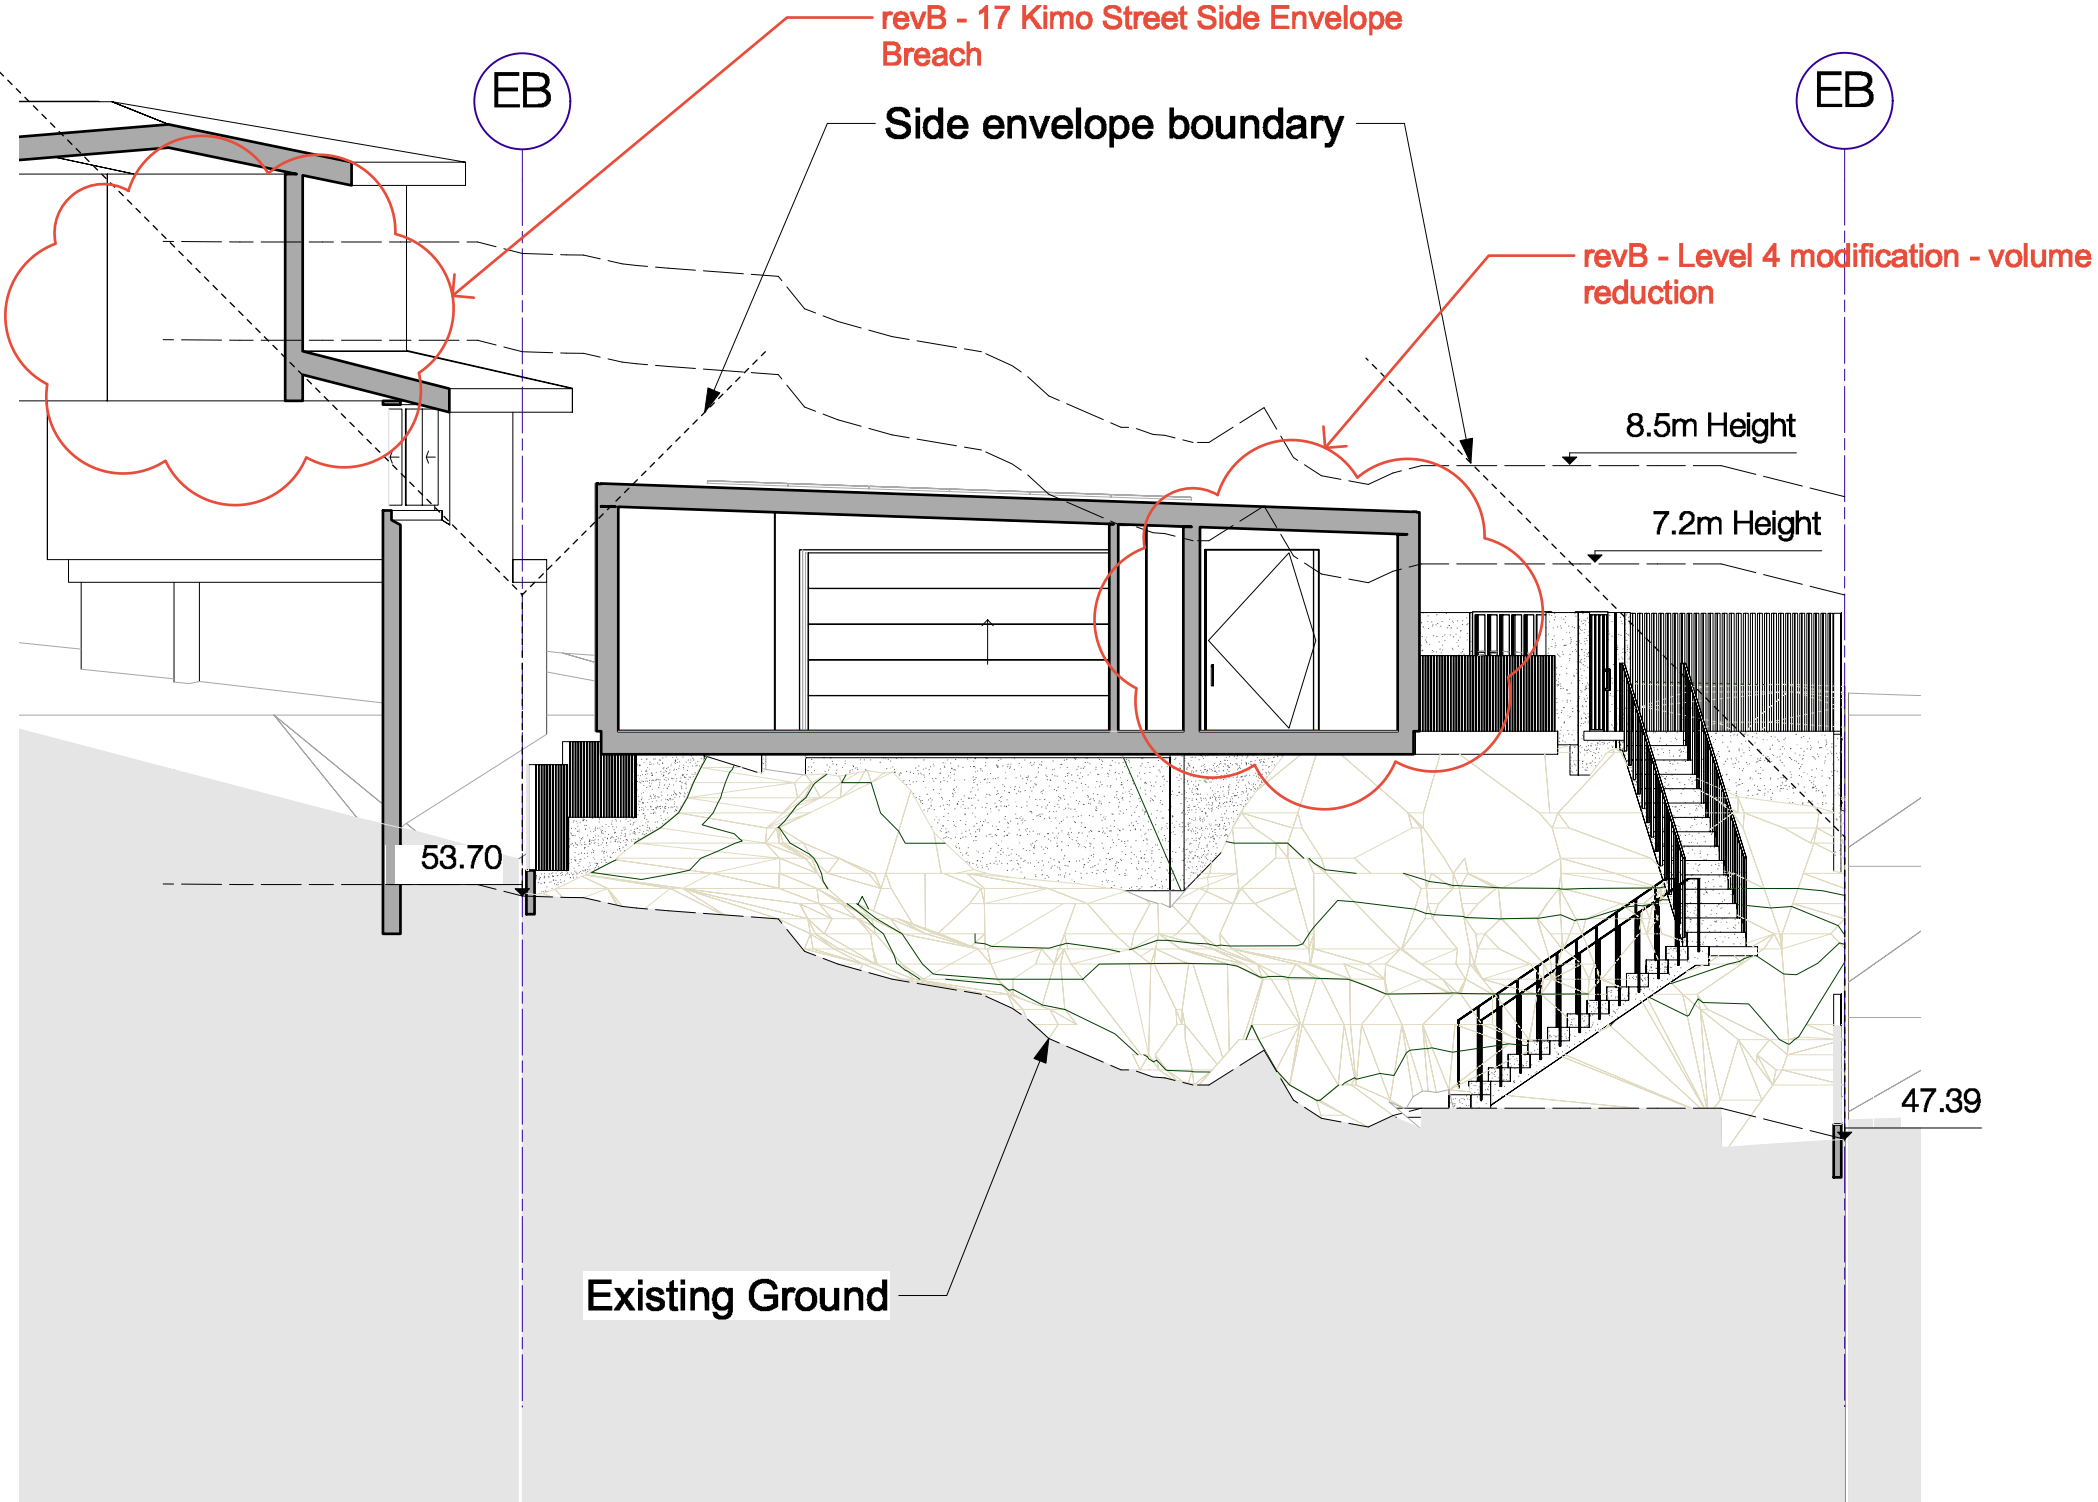 revB - 17 Kimo Street Side Envelope
Breach
EB
EB
Side envelope boundary
revB - Level 4 modification - volume
reduction
8.5m Height
7.2m Height
53.70
47.39
Existing Ground